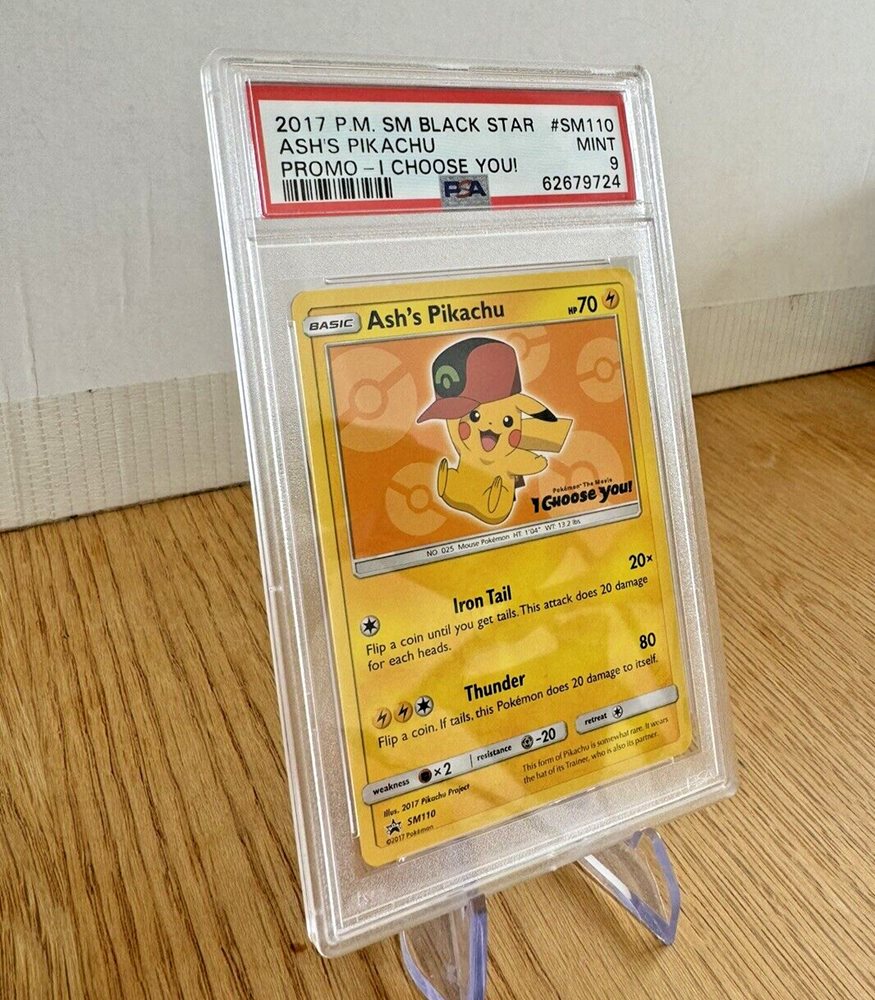 2017 P.M. SM BLACK STAR #SM110
ASH'S PIKACHU MINT
PROMO – I CHOOSE YOU! 9
PSA 62679724
BASIC Ash's Pikachu HP70
Pokémon The Movie
I Choose You!
NO 025 Mouse Pokémon HT 1'04" WT 13.2 lbs
Iron Tail 20×
Flip a coin until you get tails. This attack does 20 damage
for each heads.
Thunder 80
Flip a coin. If tails, this Pokémon does 20 damage to itself.
weakness ×2 resistance -20 retreat
Illus. 2017 Pikachu Project
This form of Pikachu is somewhat rare. It wears
the hat of its Trainer, who is also its partner.
SM110
©2017 Pokémon